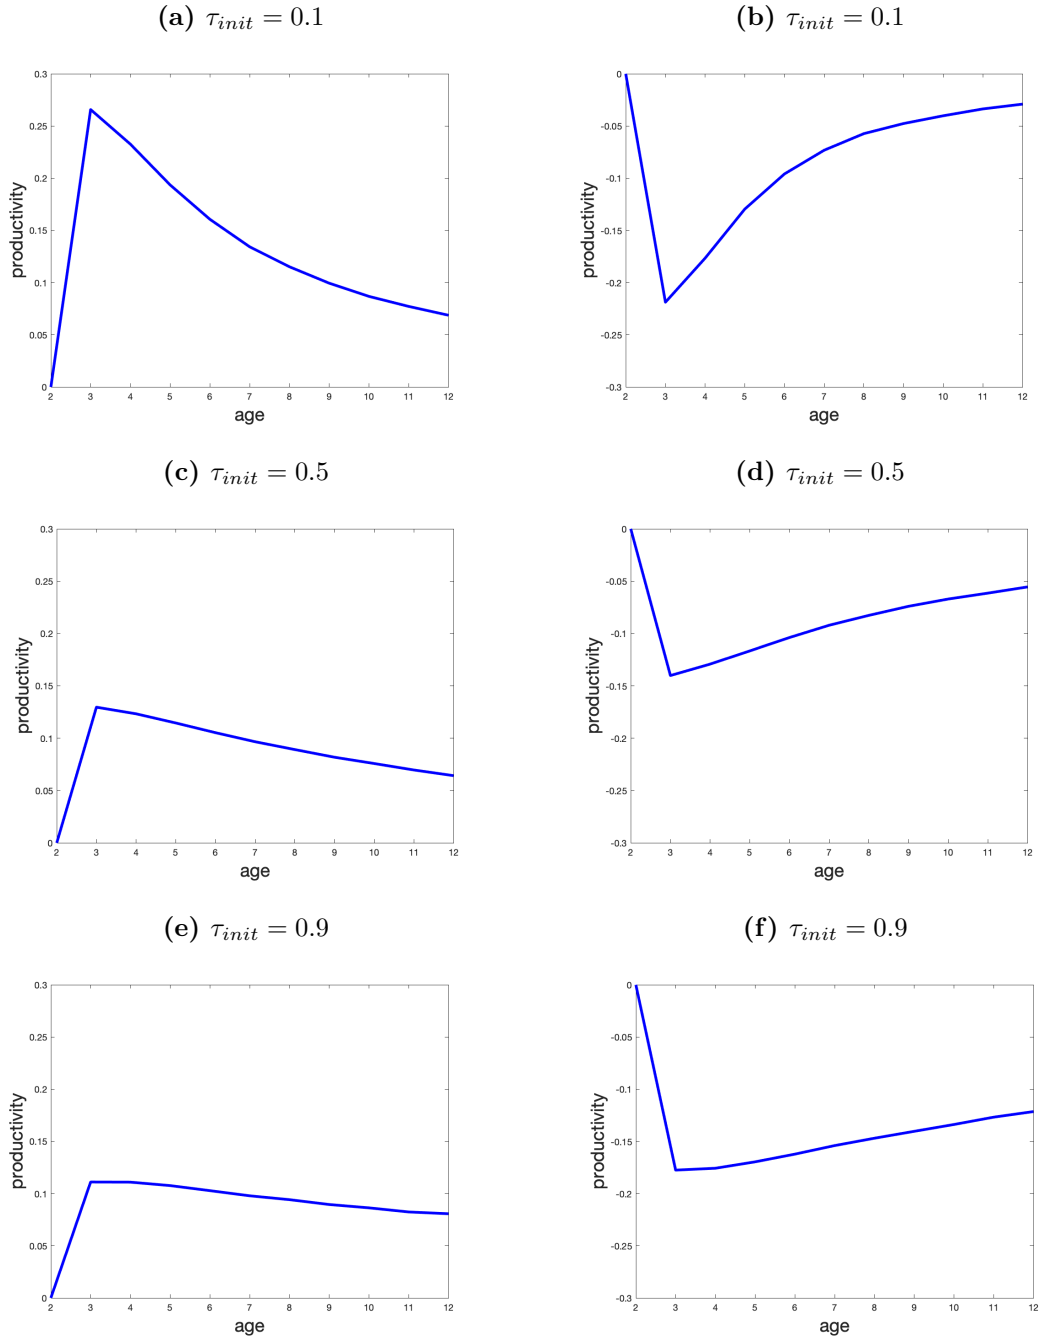 (a) τ_init = 0.1
(b) τ_init = 0.1
0.3
0.25
0.2
0.15
0.1
0.05
0
productivity
2 3 4 5 6 7 8 9 10 11 12
age
0
-0.05
-0.1
-0.15
-0.2
-0.25
-0.3
productivity
2 3 4 5 6 7 8 9 10 11 12
age
(c) τ_init = 0.5
(d) τ_init = 0.5
0.3
0.25
0.2
0.15
0.1
0.05
0
productivity
2 3 4 5 6 7 8 9 10 11 12
age
0
-0.05
-0.1
-0.15
-0.2
-0.25
-0.3
productivity
2 3 4 5 6 7 8 9 10 11 12
age
(e) τ_init = 0.9
(f) τ_init = 0.9
0.3
0.25
0.2
0.15
0.1
0.05
0
productivity
2 3 4 5 6 7 8 9 10 11 12
age
0
-0.05
-0.1
-0.15
-0.2
-0.25
-0.3
productivity
2 3 4 5 6 7 8 9 10 11 12
age